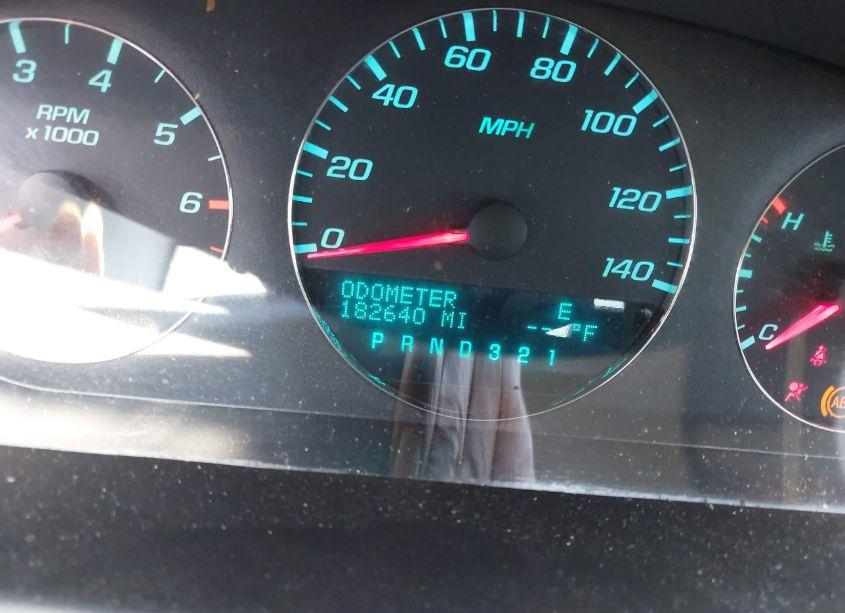 3
4
5
6
RPM
x1000
0
20
40
60
80
100
120
140
MPH
ODOMETER
182640 MI
E
---°F
P R N D 3 2 1
H
C